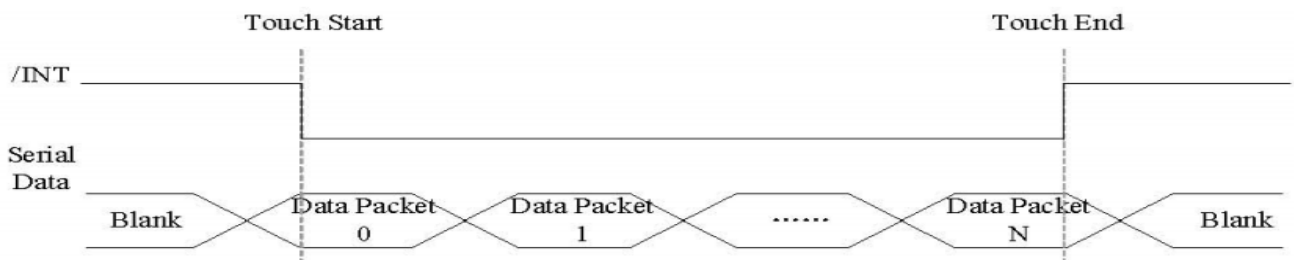 Touch Start
Touch End
/INT
Serial
Data
Blank
Data Packet
0
Data Packet
1
......
Data Packet
N
Blank